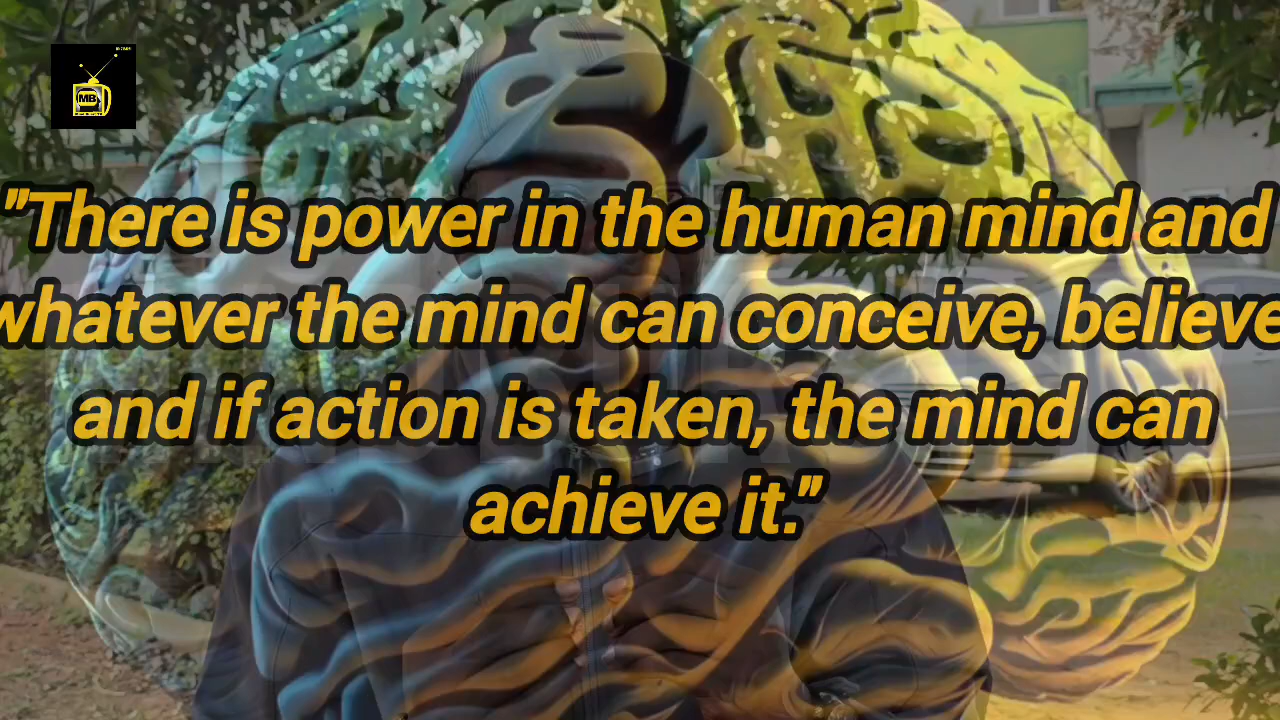 MB
"There is power in the human mind and
whatever the mind can conceive, believe
and if action is taken, the mind can
achieve it."